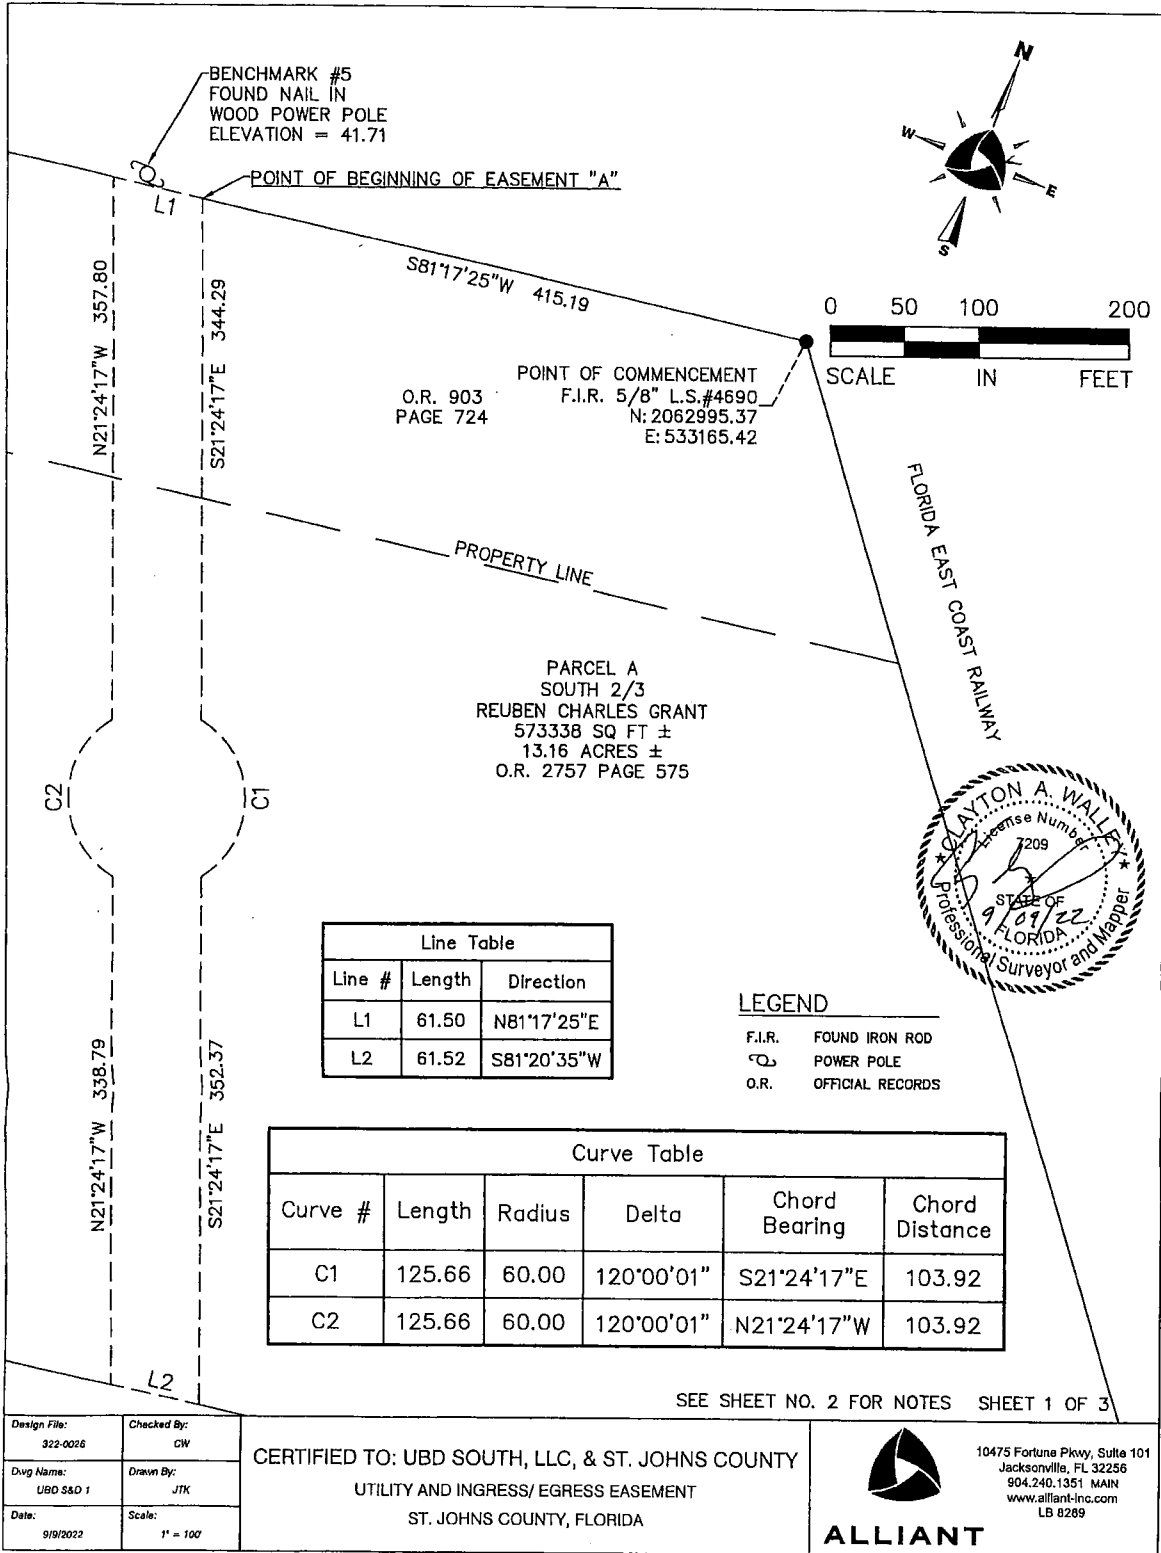 BENCHMARK #5
FOUND NAIL IN
WOOD POWER POLE
ELEVATION = 41.71
N
W
E
S
POINT OF BEGINNING OF EASEMENT "A"
L1
S81°17'25"W 415.19
N21°24'17"W 357.80
S21°24'17"E 344.29
0 50 100 200
SCALE IN FEET
POINT OF COMMENCEMENT
F.I.R. 5/8" L.S.#4690
N: 2062995.37
E: 533165.42
O.R. 903
PAGE 724
FLORIDA EAST COAST RAILWAY
PROPERTY LINE
PARCEL A
SOUTH 2/3
REUBEN CHARLES GRANT
573338 SQ FT ±
13.16 ACRES ±
O.R. 2757 PAGE 575
C2
C1
CLAYTON A. WALLEY
License Number
7209
STATE OF
FLORIDA
9/09/22
Professional Surveyor and Mapper
N21°24'17"W 338.79
S21°24'17"E 352.37
Line Table
Line # Length Direction
L1 61.50 N81°17'25"E
L2 61.52 S81°20'35"W
LEGEND
F.I.R. FOUND IRON ROD
POWER POLE
O.R. OFFICIAL RECORDS
Curve Table
Curve # Length Radius Delta Chord Bearing Chord Distance
C1 125.66 60.00 120°00'01" S21°24'17"E 103.92
C2 125.66 60.00 120°00'01" N21°24'17"W 103.92
L2
SEE SHEET NO. 2 FOR NOTES SHEET 1 OF 3
Design File:
322-0026
Checked By:
CW
Dwg Name:
UBD S&D 1
Drawn By:
JTK
Date:
9/9/2022
Scale:
1" = 100'
CERTIFIED TO: UBD SOUTH, LLC, & ST. JOHNS COUNTY
UTILITY AND INGRESS/ EGRESS EASEMENT
ST. JOHNS COUNTY, FLORIDA
ALLIANT
10475 Fortune Pkwy, Suite 101
Jacksonville, FL 32256
904.240.1351 MAIN
www.alliant-inc.com
LB 8289